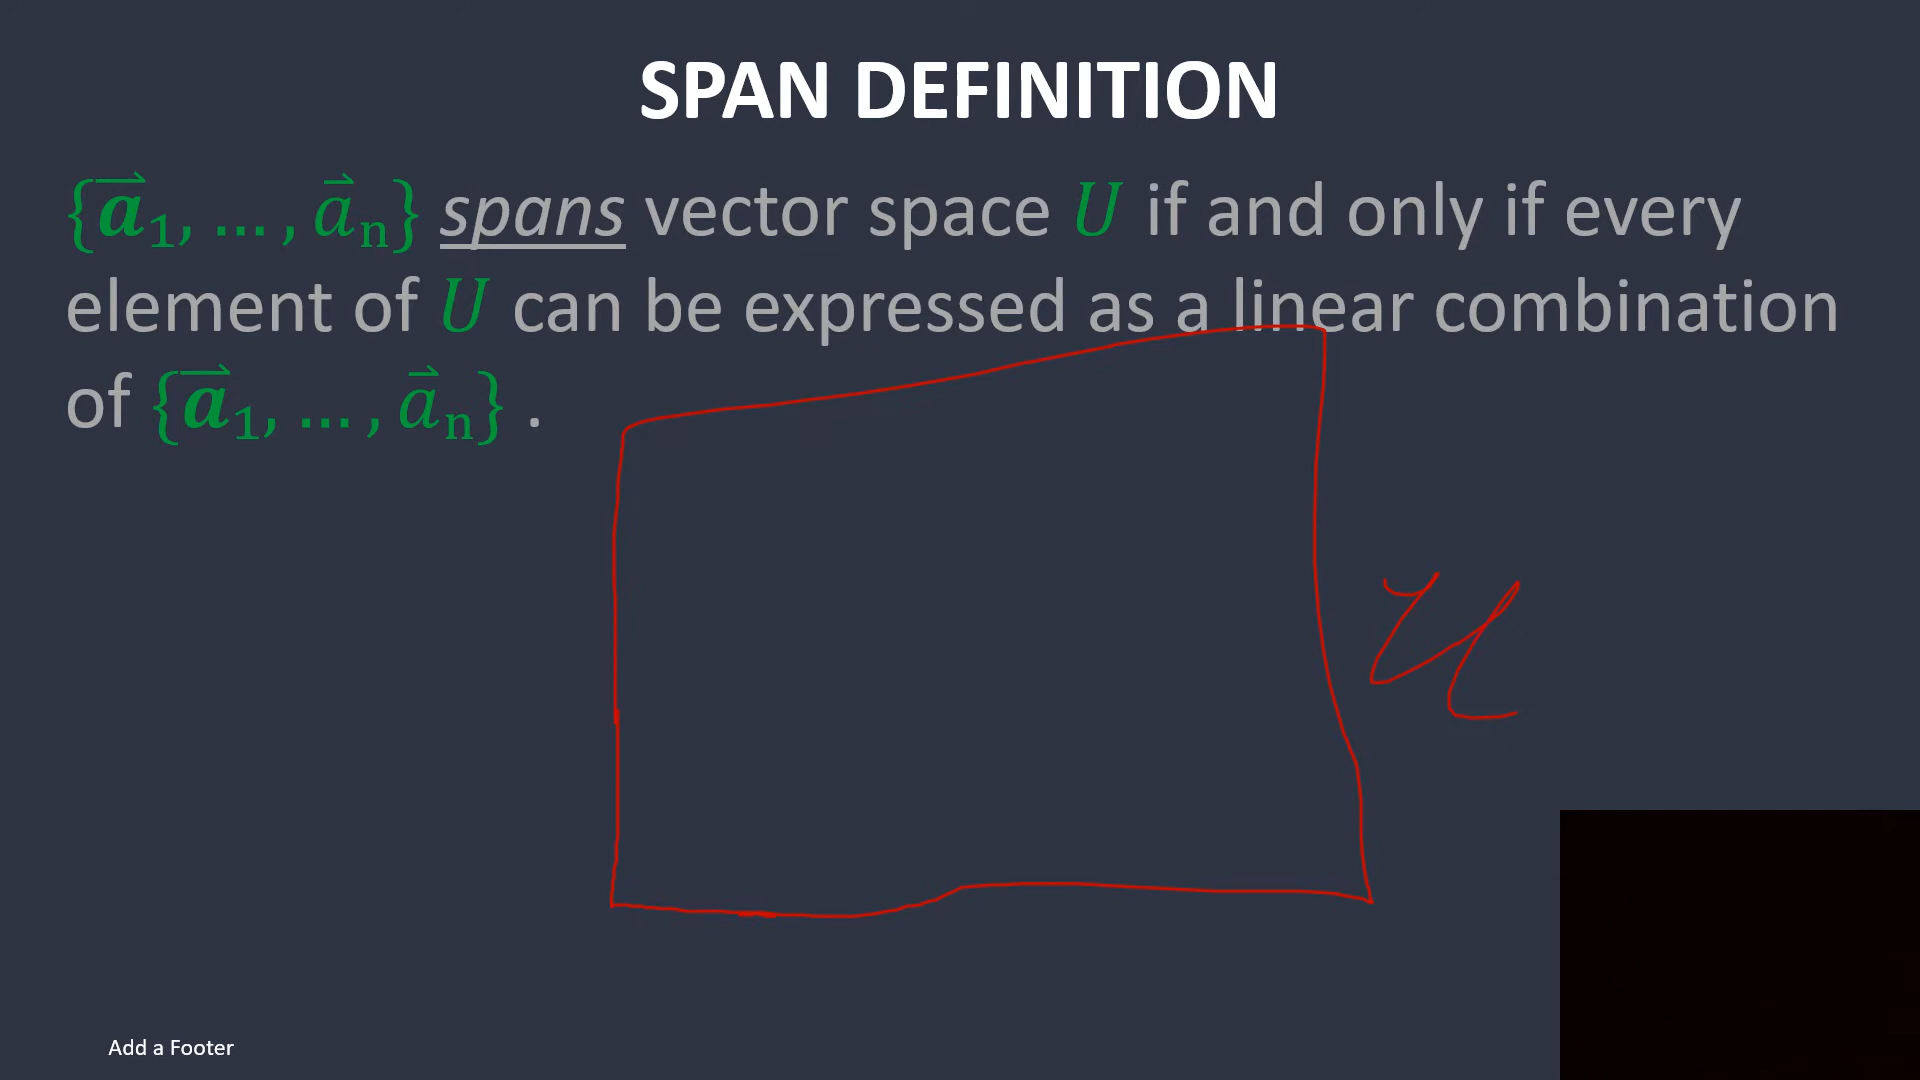 SPAN DEFINITION
{a⃗₁, … , a⃗ₙ} spans vector space U if and only if every
element of U can be expressed as a linear combination
of {a⃗₁, … , a⃗ₙ} .
U
Add a Footer